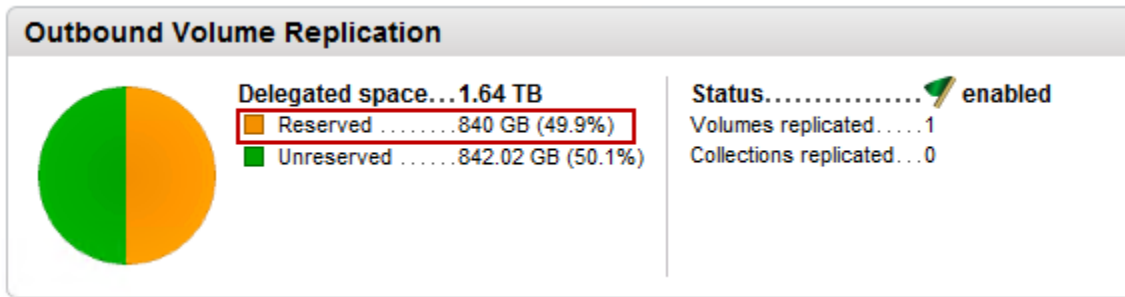 Outbound Volume Replication
Delegated space...1.64 TB
Reserved ........840 GB (49.9%)
Unreserved ......842.02 GB (50.1%)
Status................ enabled
Volumes replicated.....1
Collections replicated...0